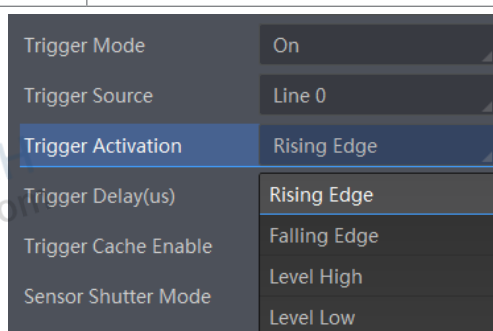 Trigger Mode On
Trigger Source Line 0
Trigger Activation Rising Edge
Trigger Delay(us) Rising Edge
Trigger Cache Enable Falling Edge
Level High
Sensor Shutter Mode
Level Low